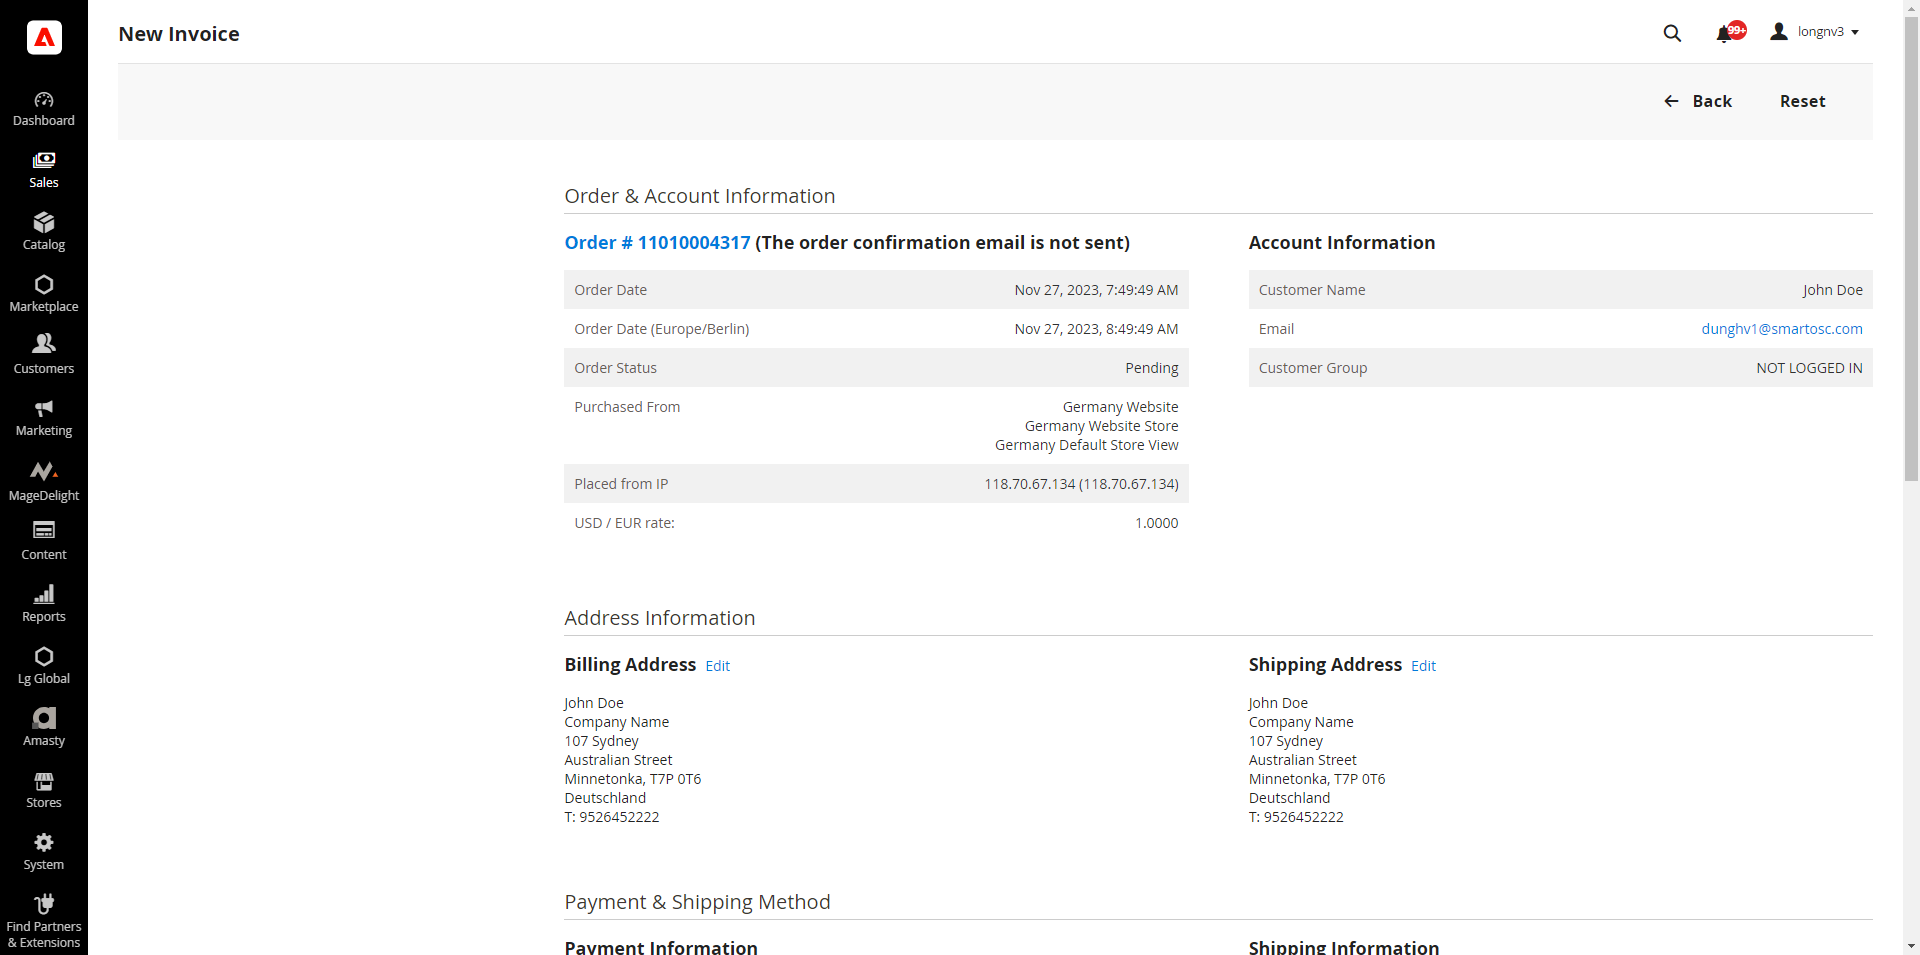 New Invoice
99+
longnv3
Back
Reset
Dashboard
Sales
Catalog
Marketplace
Customers
Marketing
MageDelight
Content
Reports
Lg Global
Amasty
Stores
System
Find Partners
& Extensions
Order & Account Information
Order # 11010004317 (The order confirmation email is not sent)
Order Date Nov 27, 2023, 7:49:49 AM
Order Date (Europe/Berlin) Nov 27, 2023, 8:49:49 AM
Order Status Pending
Purchased From Germany Website
Germany Website Store
Germany Default Store View
Placed from IP 118.70.67.134 (118.70.67.134)
USD / EUR rate: 1.0000
Account Information
Customer Name John Doe
Email dunghv1@smartosc.com
Customer Group NOT LOGGED IN
Address Information
Billing Address Edit
John Doe
Company Name
107 Sydney
Australian Street
Minnetonka, T7P 0T6
Deutschland
T: 9526452222
Shipping Address Edit
John Doe
Company Name
107 Sydney
Australian Street
Minnetonka, T7P 0T6
Deutschland
T: 9526452222
Payment & Shipping Method
Payment Information
Shipping Information